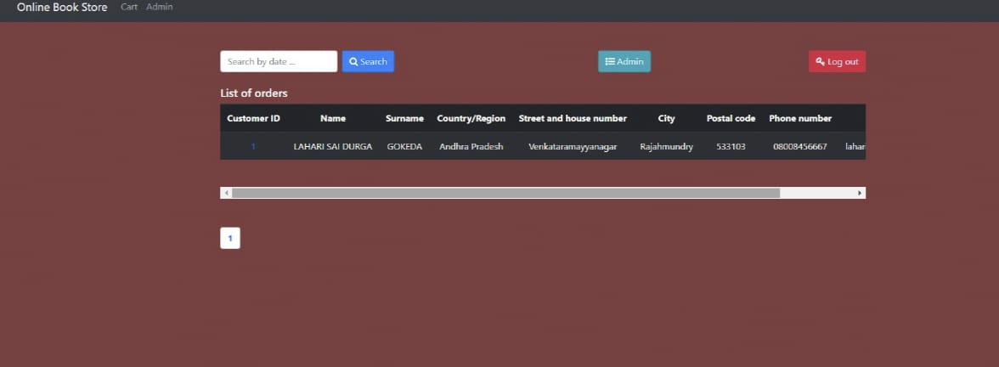 Online Book Store Cart Admin
Search by date ... Search Admin Log out
List of orders
Customer ID Name Surname Country/Region Street and house number City Postal code Phone number
1 LAHARI SAI DURGA GOKEDA Andhra Pradesh Venkataramayyanagar Rajahmundry 533103 08008456667 lahar
1